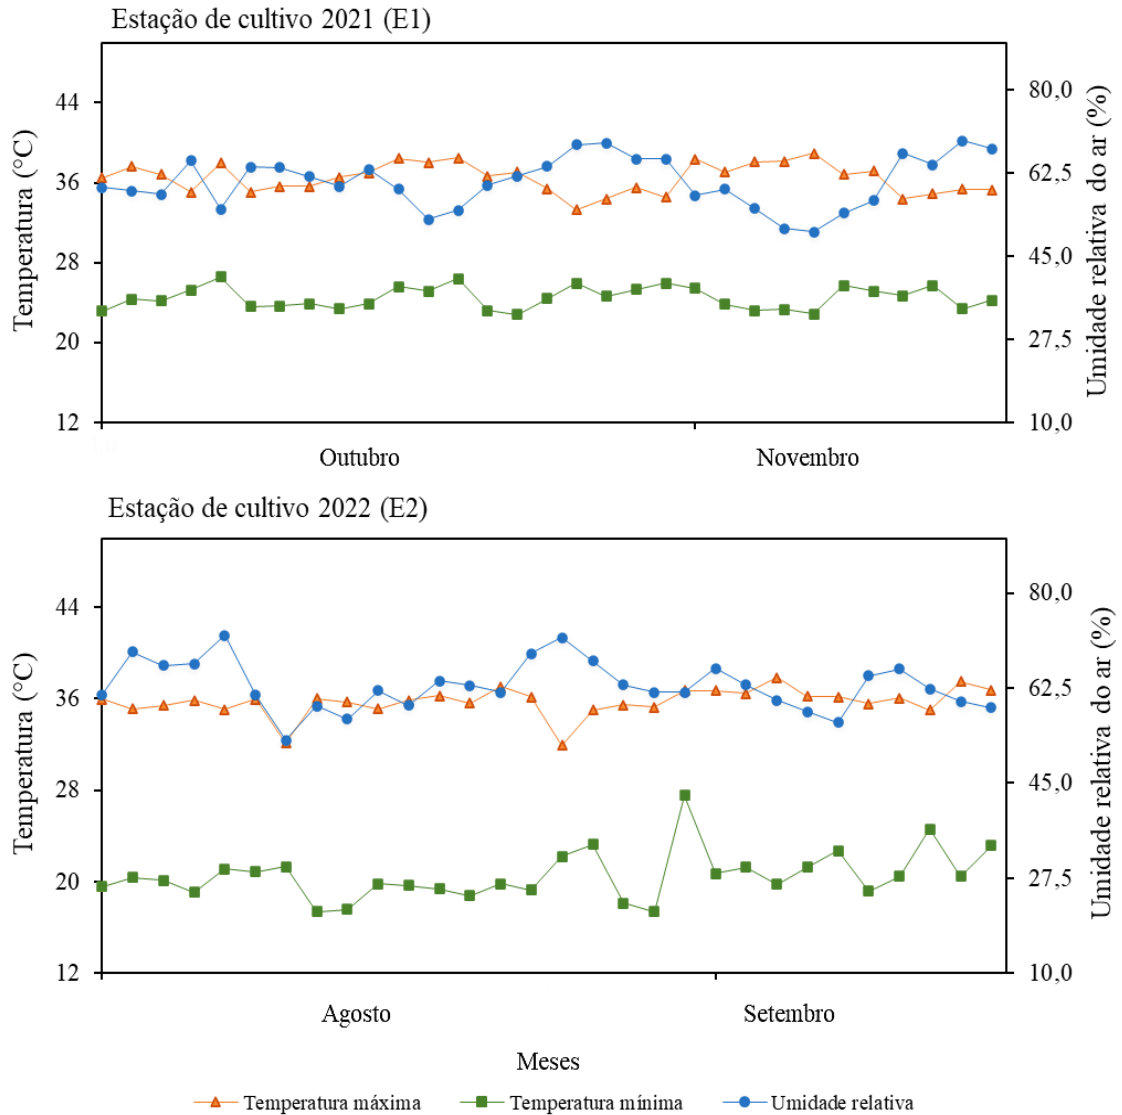 Estação de cultivo 2021 (E1)
Temperatura (°C)
44
36
28
20
12
80,0
62,5
45,0
27,5
10,0
Umidade relativa do ar (%)
Outubro
Novembro
Estação de cultivo 2022 (E2)
Temperatura (°C)
44
36
28
20
12
80,0
62,5
45,0
27,5
10,0
Umidade relativa do ar (%)
Agosto
Setembro
Meses
Temperatura máxima
Temperatura mínima
Umidade relativa